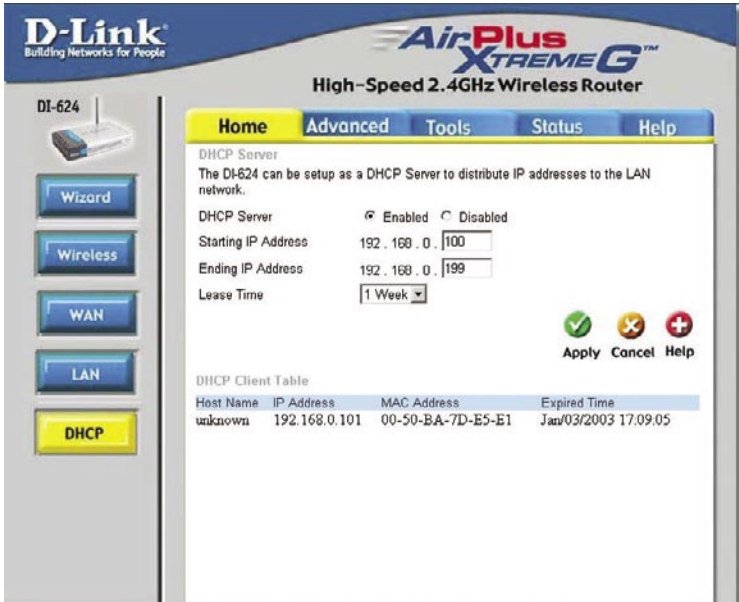 D-Link
Building Networks for People
AirPlus
XTREME G™
High-Speed 2.4GHz Wireless Router
DI-624
Home Advanced Tools Status Help
Wizard
Wireless
WAN
LAN
DHCP
DHCP Server
The DI-624 can be setup as a DHCP Server to distribute IP addresses to the LAN
network.
DHCP Server Enabled Disabled
Starting IP Address 192 . 168 . 0 . 100
Ending IP Address 192 . 168 . 0 . 199
Lease Time 1 Week
Apply Cancel Help
DHCP Client Table
Host Name IP Address MAC Address Expired Time
unknown 192.168.0.101 00-50-BA-7D-E5-E1 Jan/03/2003 17.09.05